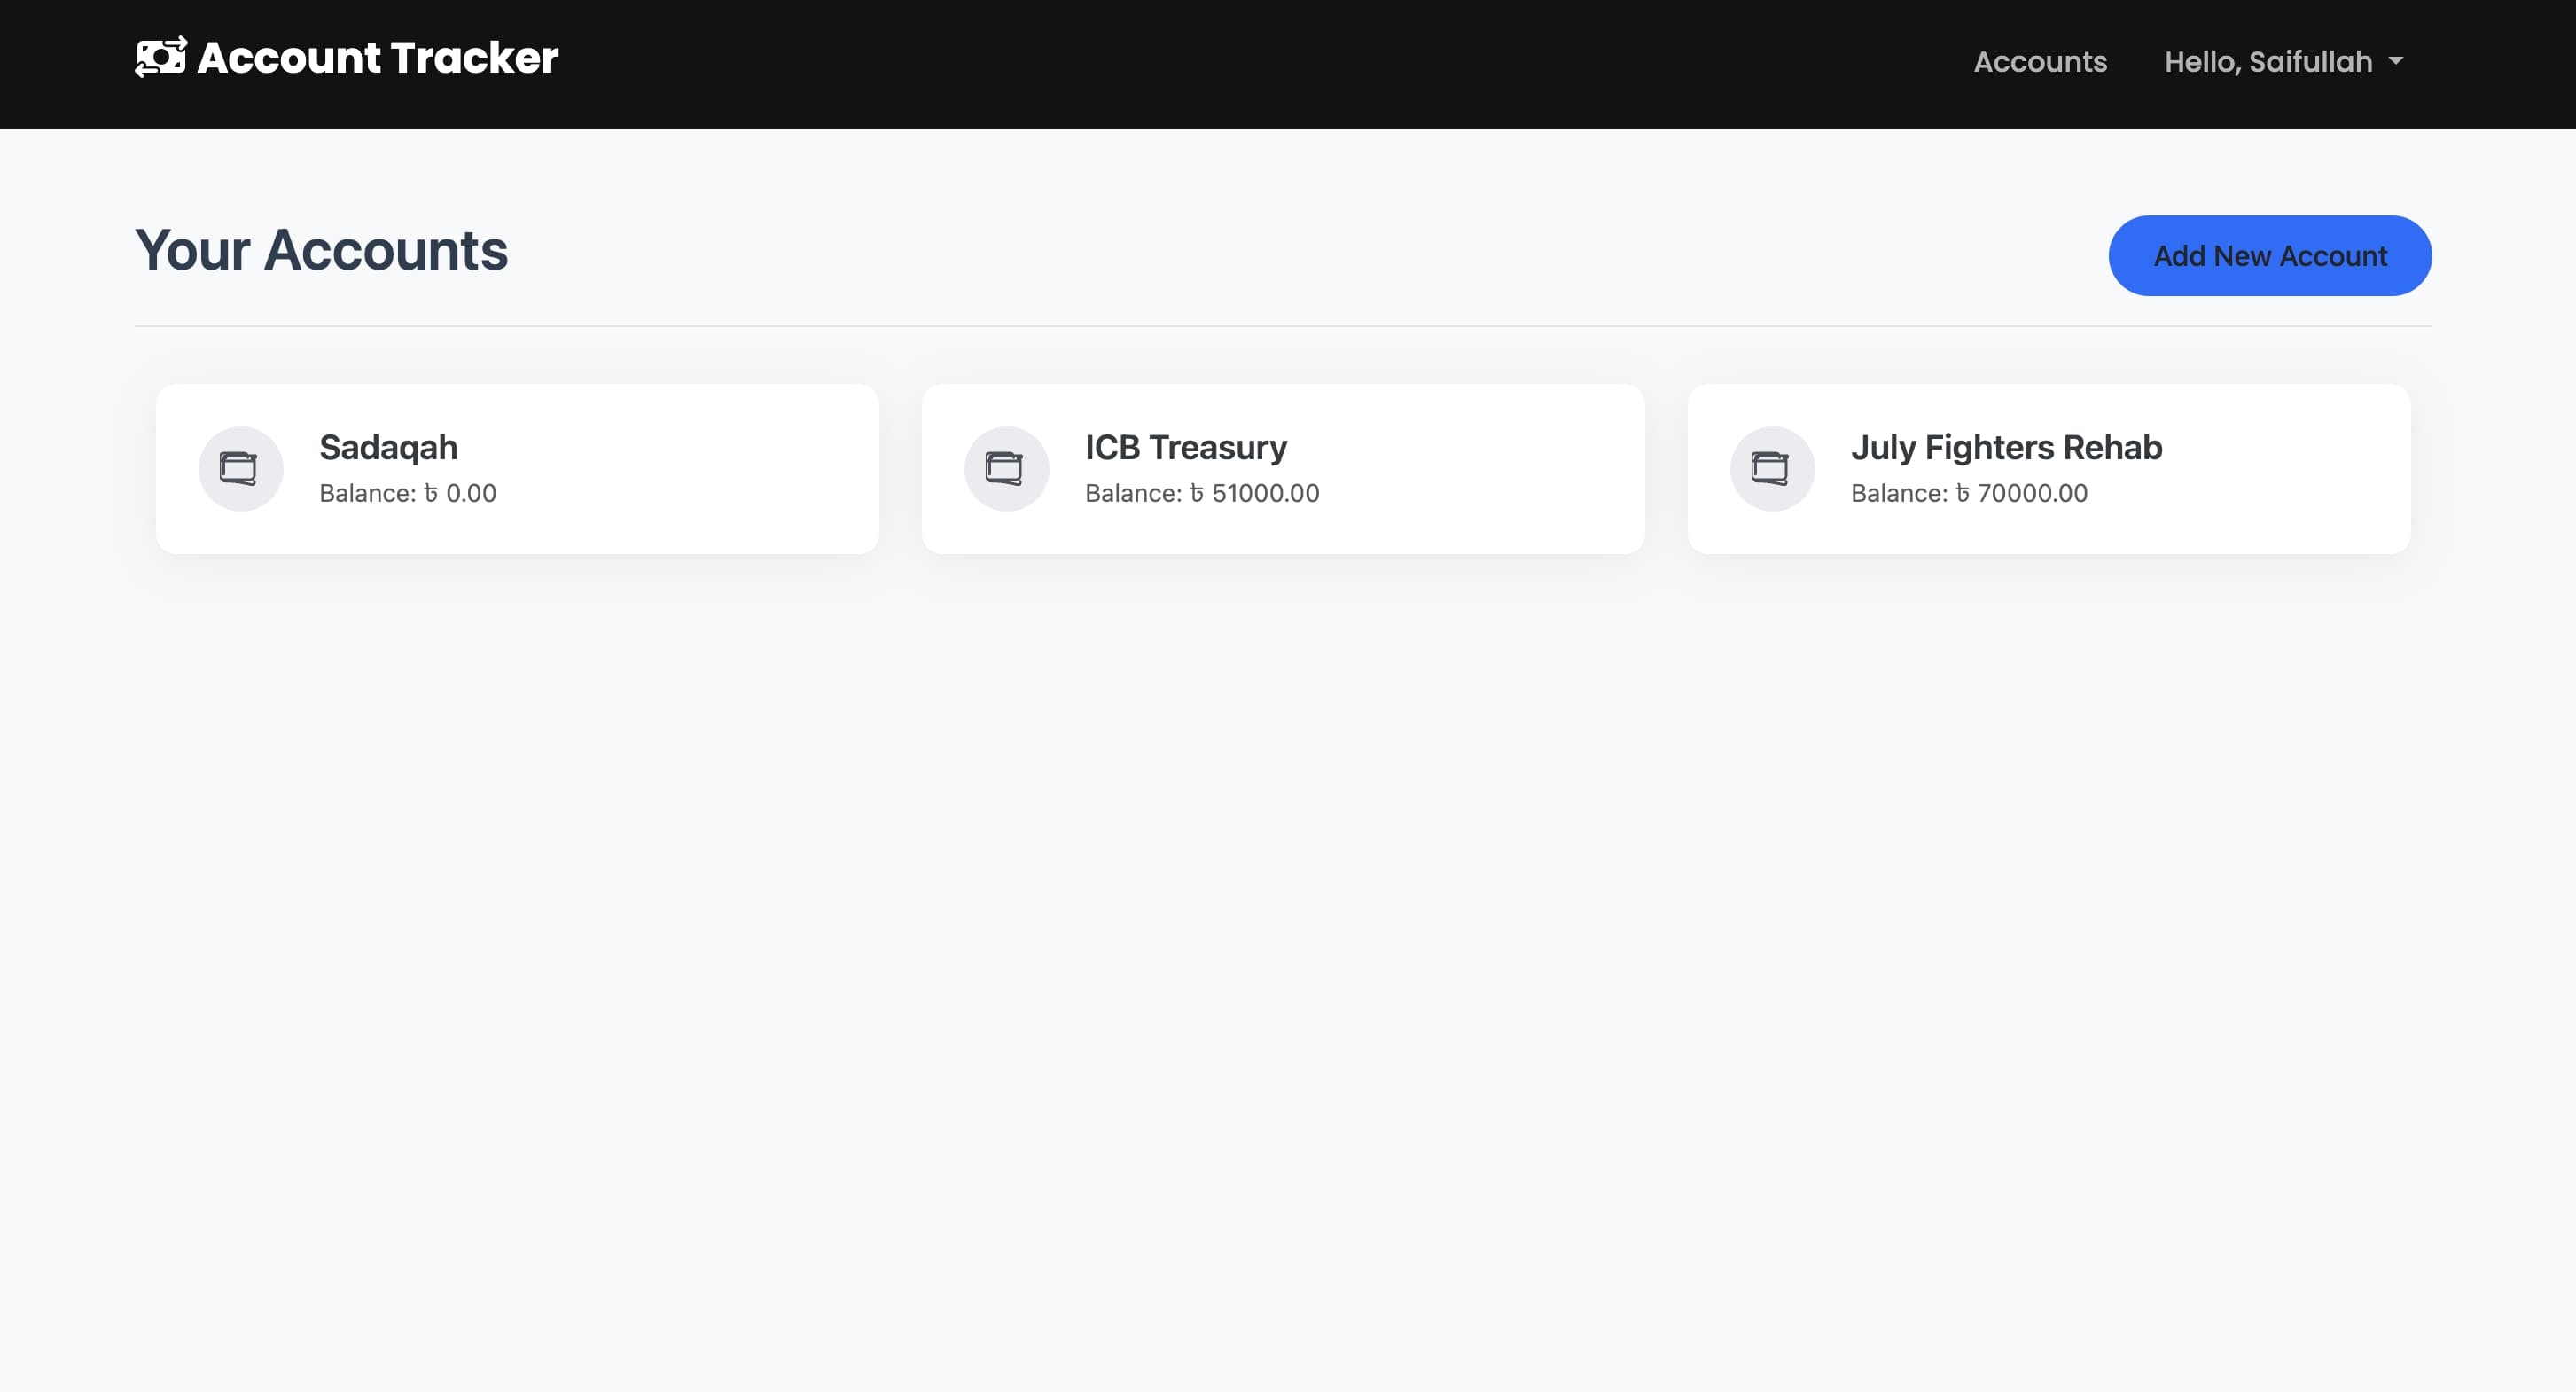 Account Tracker
Accounts
Hello, Saifullah
Your Accounts
Add New Account
Sadaqah
Balance: ৳ 0.00
ICB Treasury
Balance: ৳ 51000.00
July Fighters Rehab
Balance: ৳ 70000.00